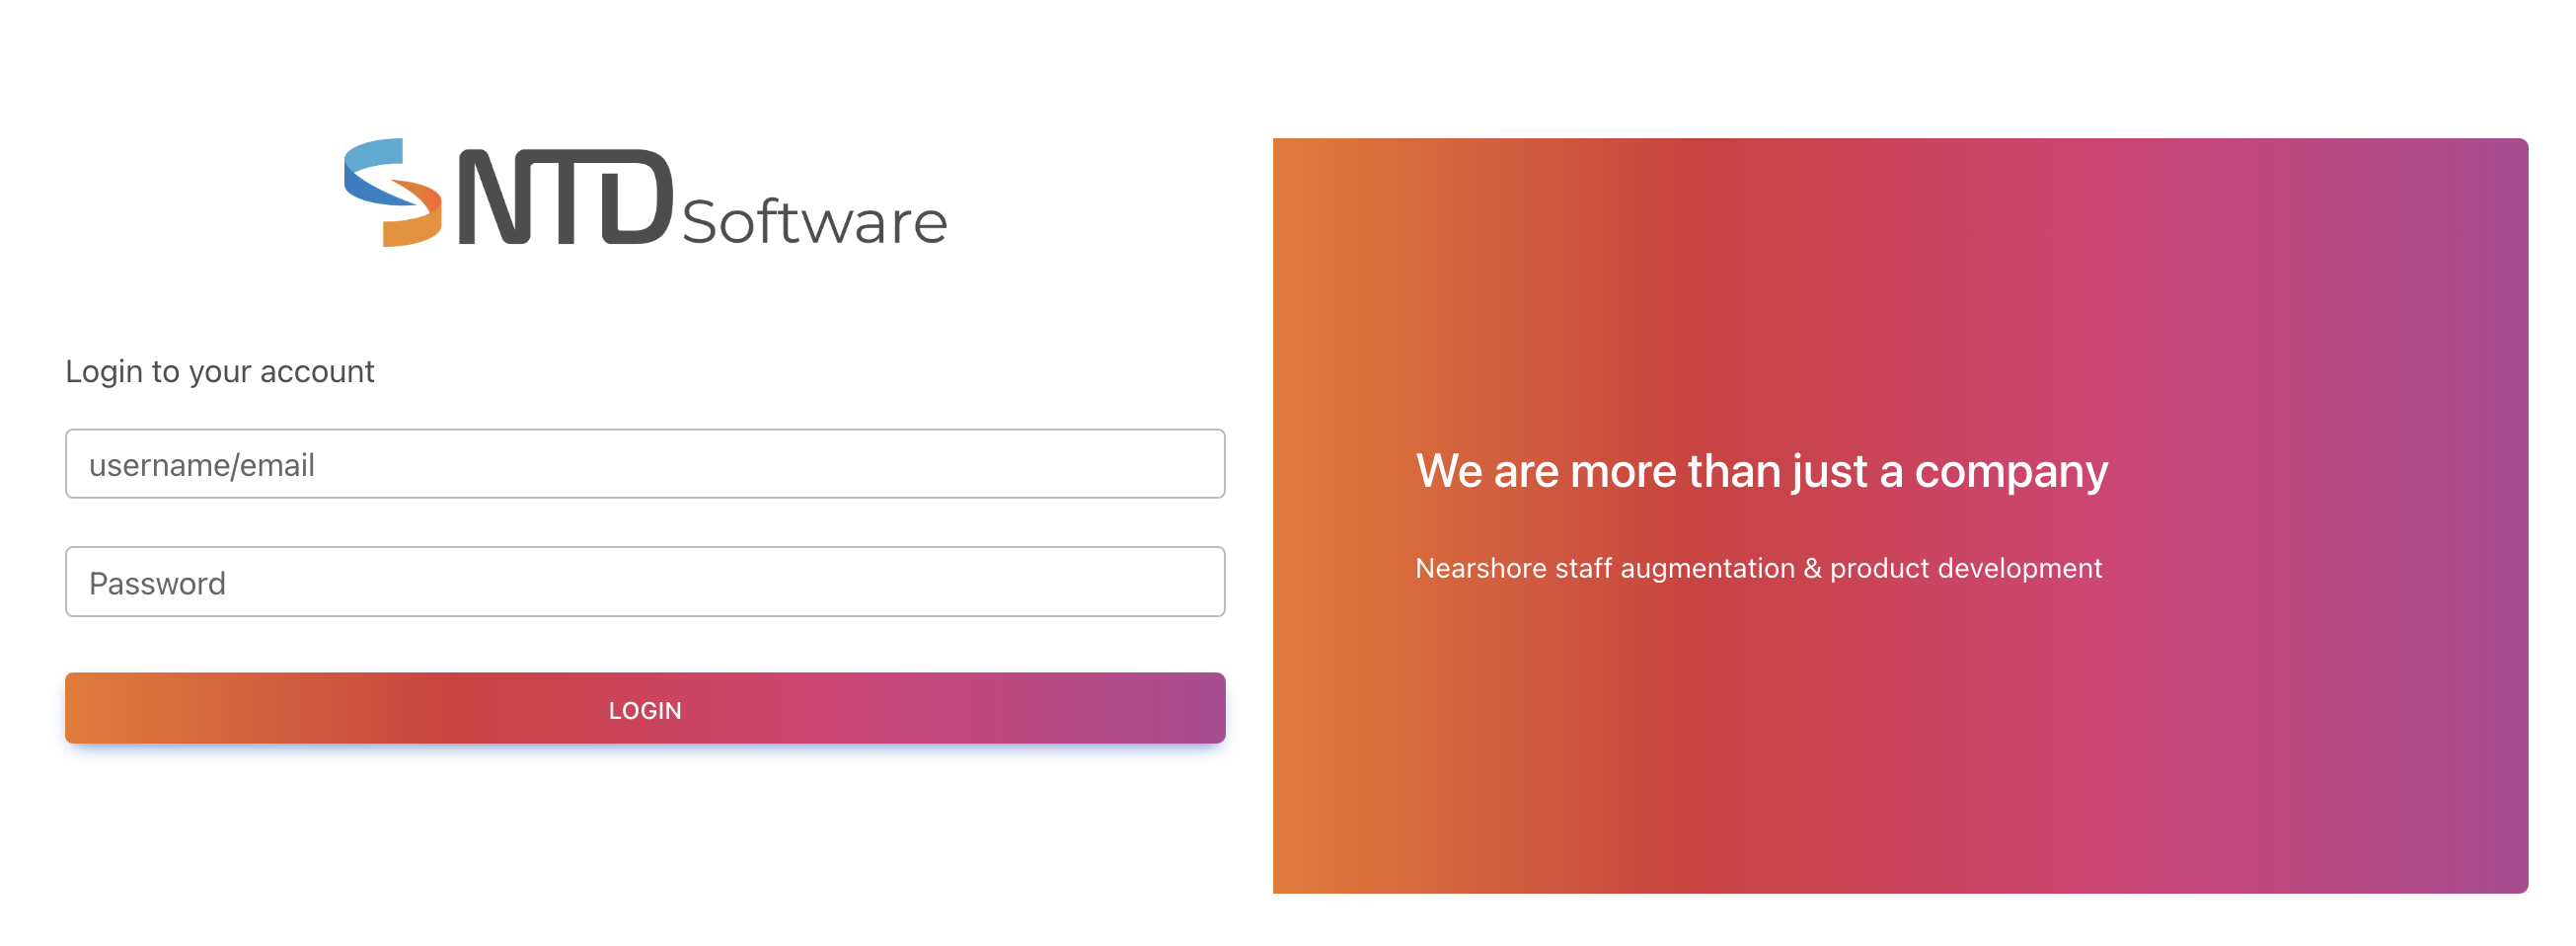 NTD Software
Login to your account
username/email
Password
LOGIN
We are more than just a company
Nearshore staff augmentation & product development